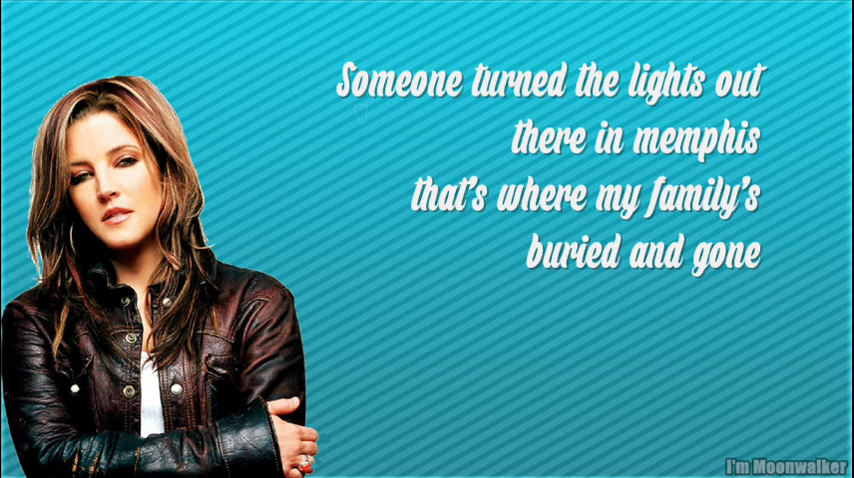 Someone turned the lights out
there in memphis
that's where my family's
buried and gone
I'm Moonwalker